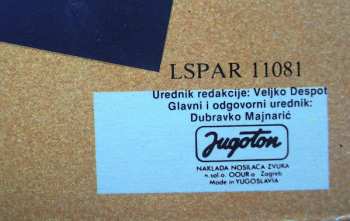 LSPAR 11081
Urednik redakcije: Veljko Despot
Glavni i odgovorni urednik:
Dubravko Majnarić
Jugoton
NAKLADA NOSILACA ZVUKA
n. sol. o. OOUR-a Zagreb
Made in YUGOSLAVIA